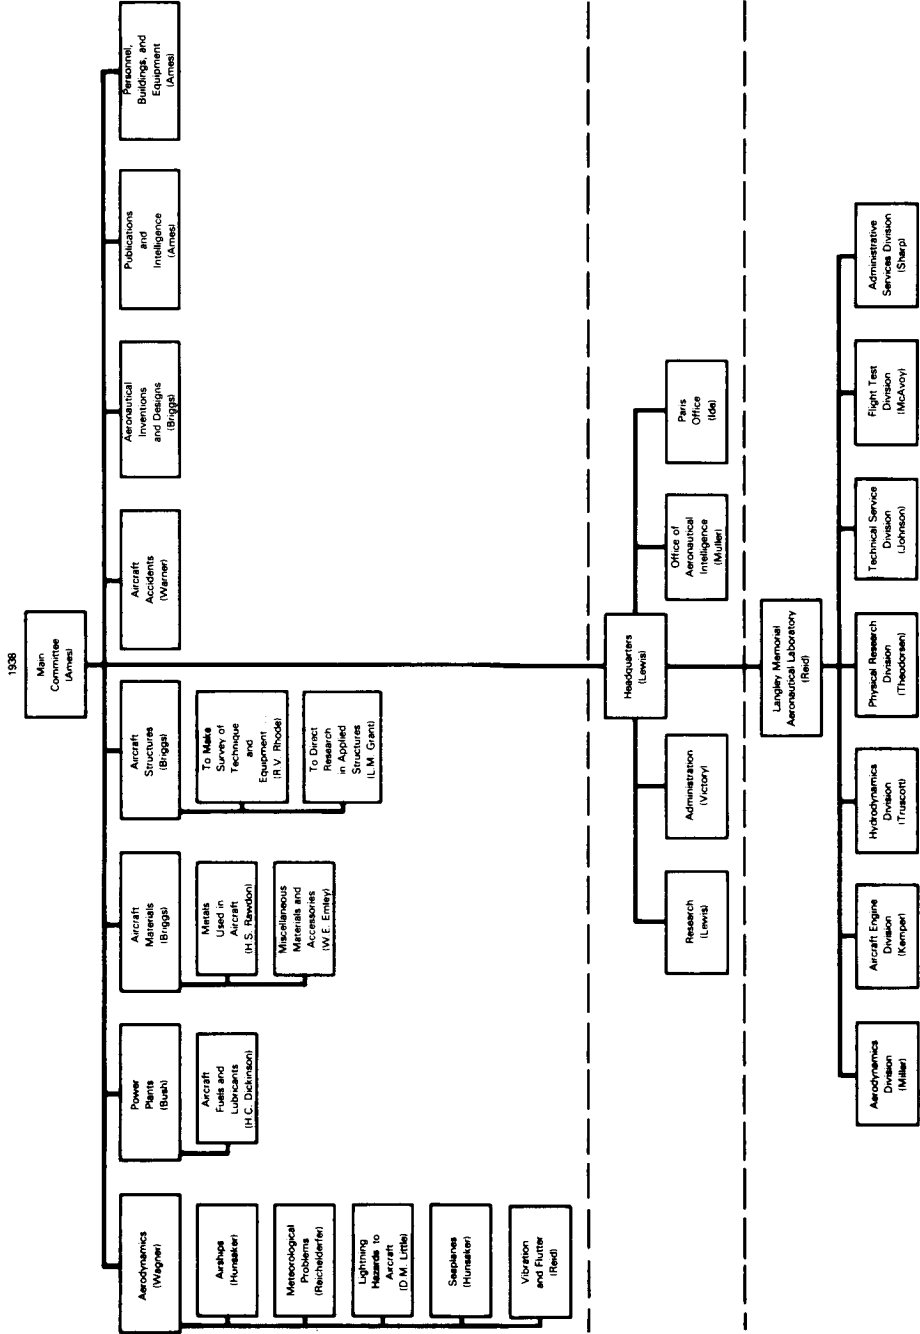 1938
Main
Committee
(Ames)
Aerodynamics
(Wagner)
Airships
(Hunsaker)
Meteorological
Problems
(Reichelderfer)
Lightning
Hazards to
Aircraft
(D.M. Little)
Seaplanes
(Hunsaker)
Vibration
and Flutter
(Reid)
Power
Plants
(Bush)
Aircraft
Fuels and
Lubricants
(H.C. Dickinson)
Aircraft
Materials
(Briggs)
Metals
Used in
Aircraft
(H.S. Rawdon)
Miscellaneous
Materials and
Accessories
(W.E. Emley)
Aircraft
Structures
(Briggs)
To Make
Survey of
Technique
and
Equipment
(R.V. Rhode)
To Direct
Research
in Applied
Structures
(L.M. Grant)
Aircraft
Accidents
(Warner)
Aeronautical
Inventions
and Designs
(Briggs)
Publications
and
Intelligence
(Ames)
Personnel,
Buildings, and
Equipment
(Ames)
Headquarters
(Lewis)
Research
(Lewis)
Administration
(Victory)
Office of
Aeronautical
Intelligence
(Muller)
Paris
Office
(Ide)
Langley Memorial
Aeronautical Laboratory
(Reid)
Aerodynamics
Division
(Miller)
Aircraft Engine
Division
(Kemper)
Hydrodynamics
Division
(Truscott)
Physical Research
Division
(Theodorsen)
Technical Service
Division
(Johnson)
Flight Test
Division
(McAvoy)
Administrative
Services Division
(Sharp)